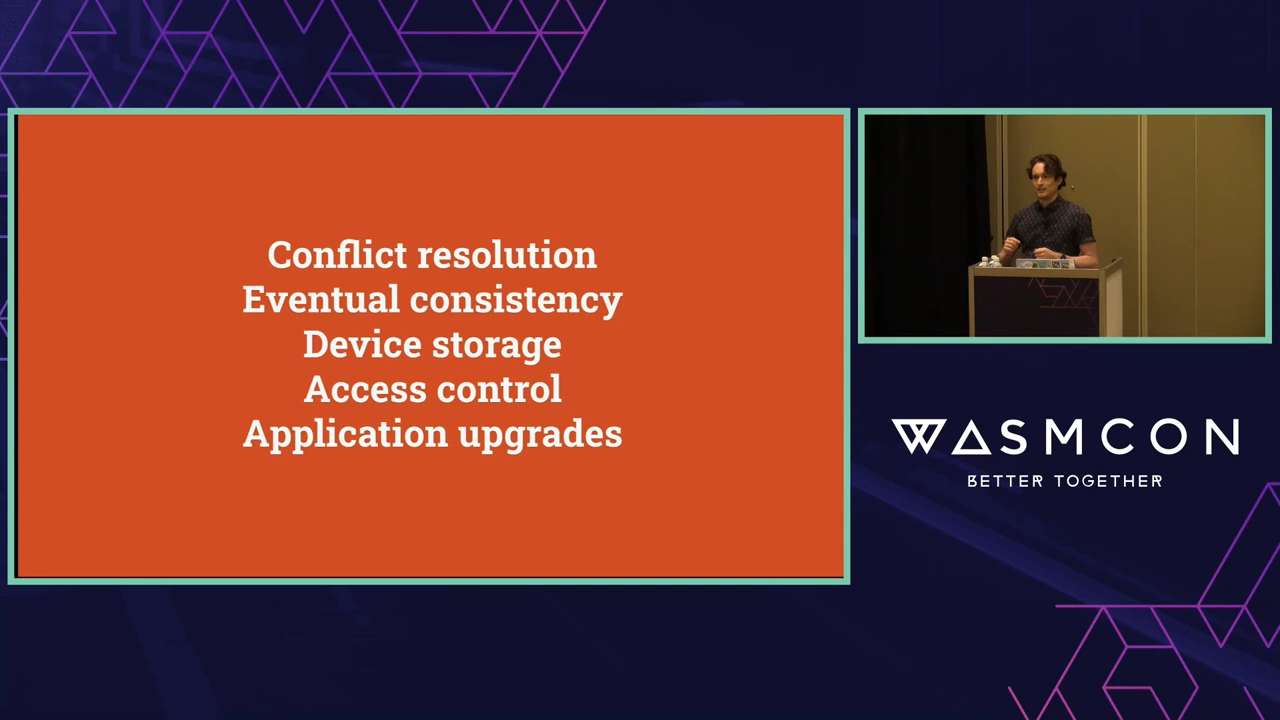 Conflict resolution
Eventual consistency
Device storage
Access control
Application upgrades
WASMCON
BETTER TOGETHER